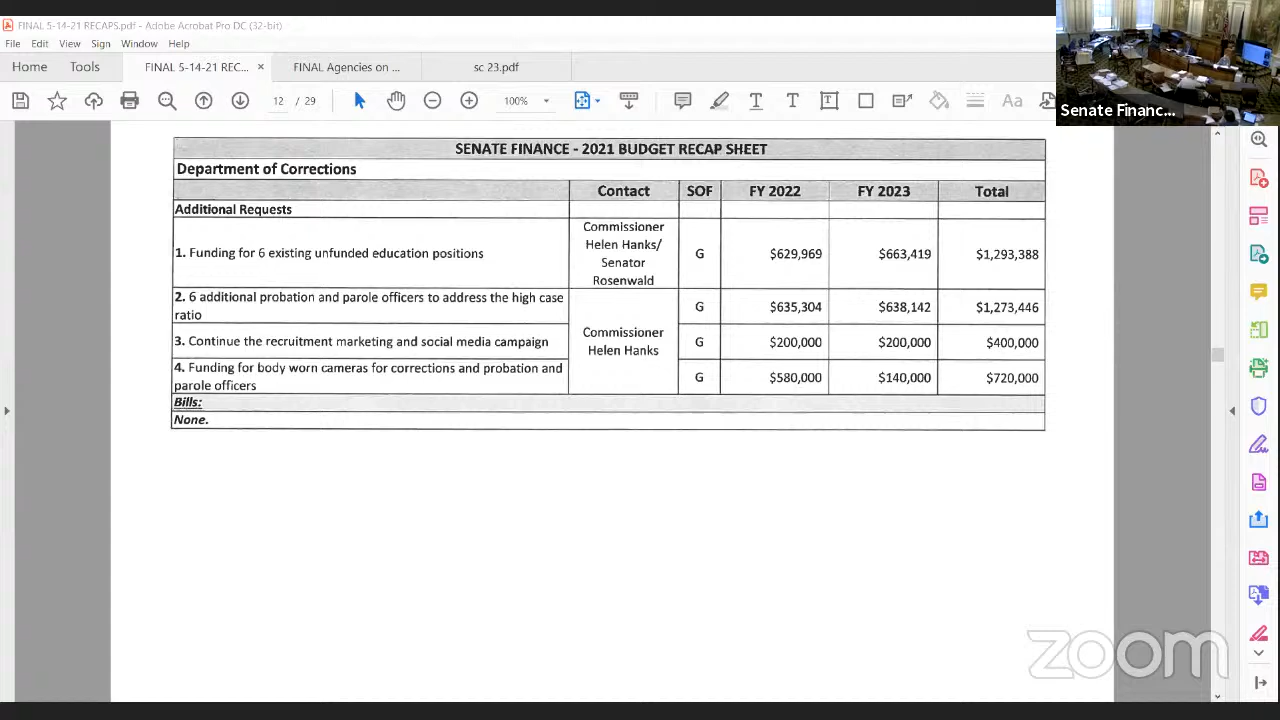 FINAL 5-14-21 RECAPS.pdf - Adobe Acrobat Pro DC (32-bit)
File Edit View Sign Window Help
Home Tools FINAL 5-14-21 REC... × FINAL Agencies on ... sc 23.pdf
100%
Senate Financ...
SENATE FINANCE - 2021 BUDGET RECAP SHEET
Department of Corrections
Contact SOF FY 2022 FY 2023 Total
Additional Requests
1. Funding for 6 existing unfunded education positions
Commissioner
Helen Hanks/
Senator
Rosenwald
G $629,969 $663,419 $1,293,388
2. 6 additional probation and parole officers to address the high case
ratio
G $635,304 $638,142 $1,273,446
3. Continue the recruitment marketing and social media campaign
Commissioner
Helen Hanks
G $200,000 $200,000 $400,000
4. Funding for body worn cameras for corrections and probation and
parole officers
G $580,000 $140,000 $720,000
Bills:
None.
zoom